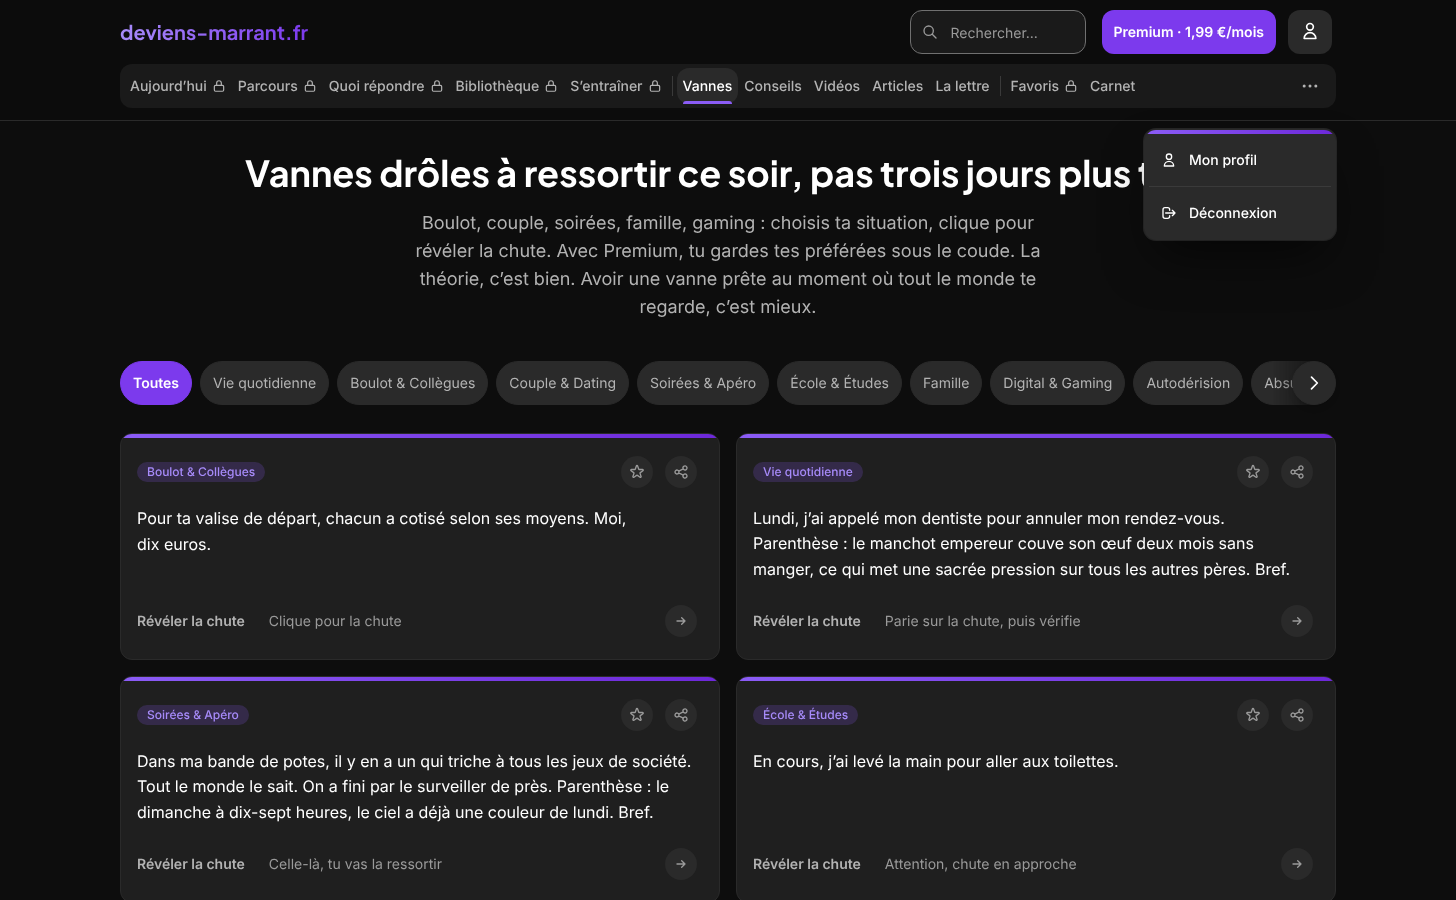 deviens-marrant.fr
Rechercher...
Premium · 1,99 €/mois
Aujourd’hui Parcours Quoi répondre Bibliothèque S’entraîner Vannes Conseils Vidéos Articles La lettre Favoris Carnet
Mon profil
Déconnexion
Vannes drôles à ressortir ce soir, pas trois jours plus
Boulot, couple, soirées, famille, gaming : choisis ta situation, clique pour
révéler la chute. Avec Premium, tu gardes tes préférées sous le coude. La
théorie, c’est bien. Avoir une vanne prête au moment où tout le monde te
regarde, c’est mieux.
Toutes Vie quotidienne Boulot & Collègues Couple & Dating Soirées & Apéro École & Études Famille Digital & Gaming Autodérision
Boulot & Collègues
Pour ta valise de départ, chacun a cotisé selon ses moyens. Moi,
dix euros.
Révéler la chute Clique pour la chute
Vie quotidienne
Lundi, j’ai appelé mon dentiste pour annuler mon rendez-vous.
Parenthèse : le manchot empereur couve son œuf deux mois sans
manger, ce qui met une sacrée pression sur tous les autres pères. Bref.
Révéler la chute Parie sur la chute, puis vérifie
Soirées & Apéro
Dans ma bande de potes, il y en a un qui triche à tous les jeux de société.
Tout le monde le sait. On a fini par le surveiller de près. Parenthèse : le
dimanche à dix-sept heures, le ciel a déjà une couleur de lundi. Bref.
Révéler la chute Celle-là, tu vas la ressortir
École & Études
En cours, j’ai levé la main pour aller aux toilettes.
Révéler la chute Attention, chute en approche